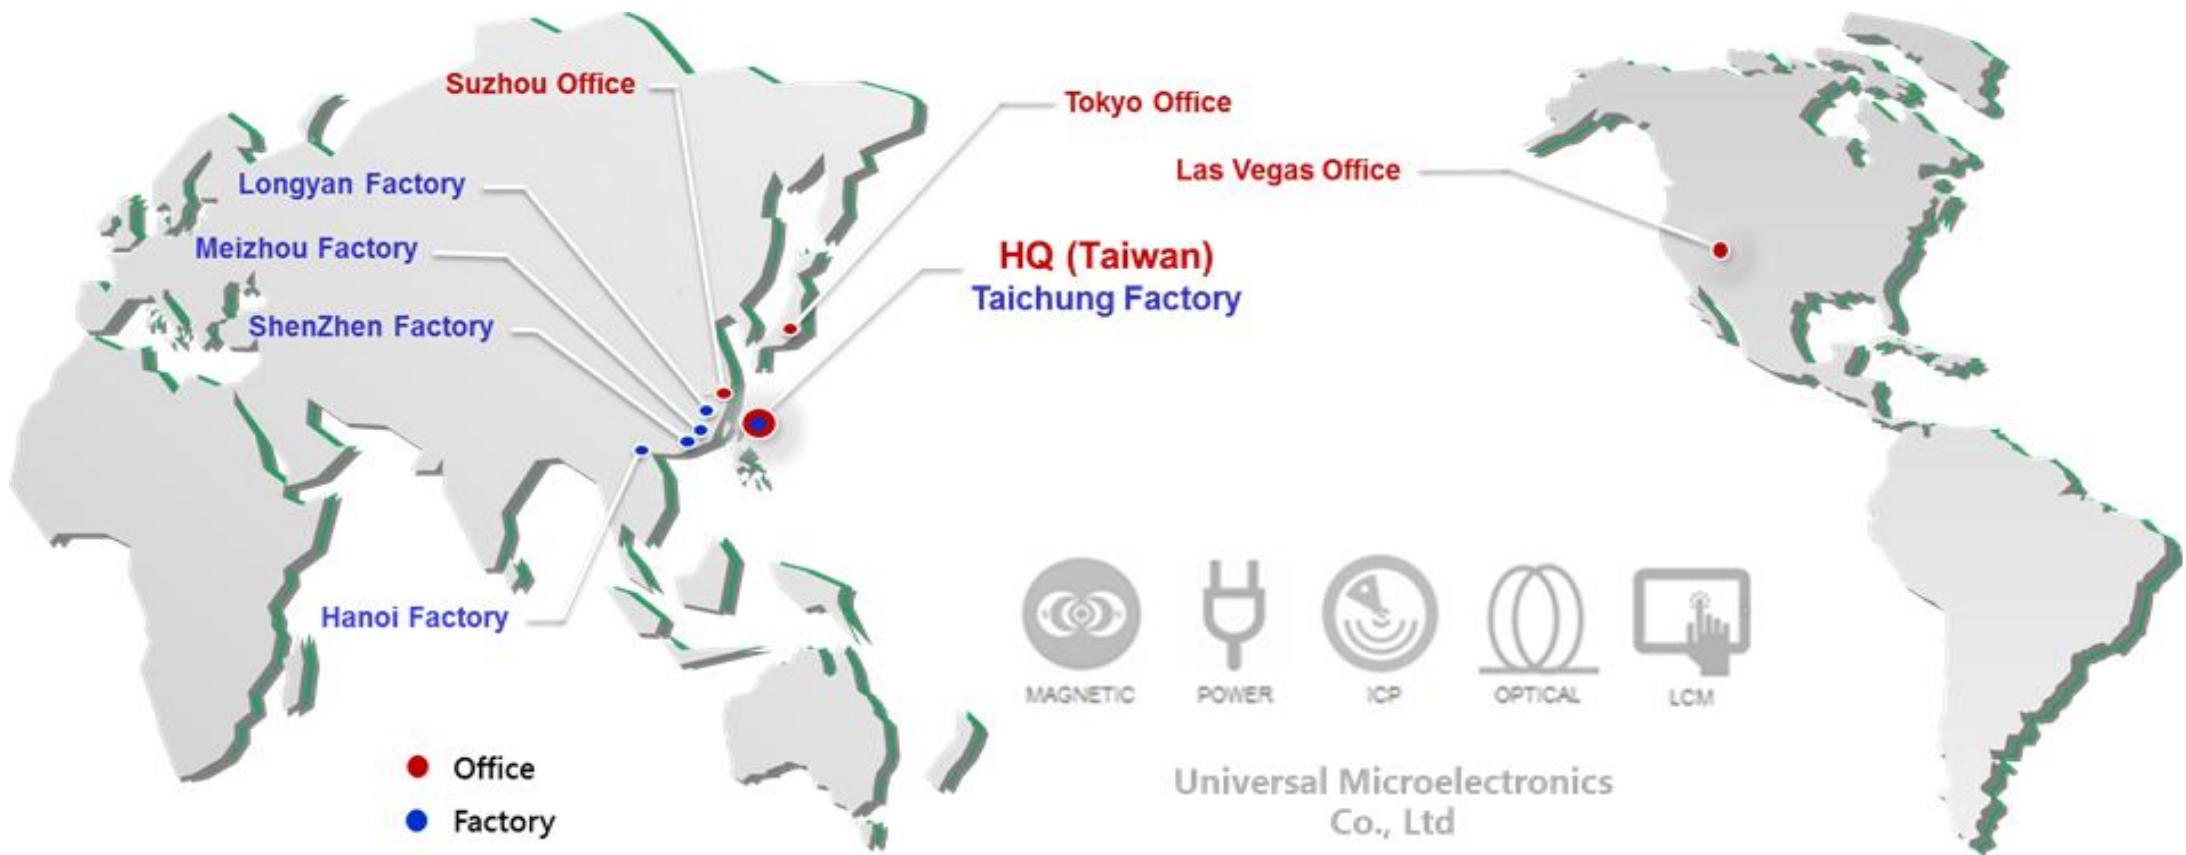 Suzhou Office
Tokyo Office
Las Vegas Office
Longyan Factory
Meizhou Factory
HQ (Taiwan)
Taichung Factory
ShenZhen Factory
Hanoi Factory
MAGNETIC
POWER
ICP
OPTICAL
LCM
Office
Factory
Universal Microelectronics
Co., Ltd